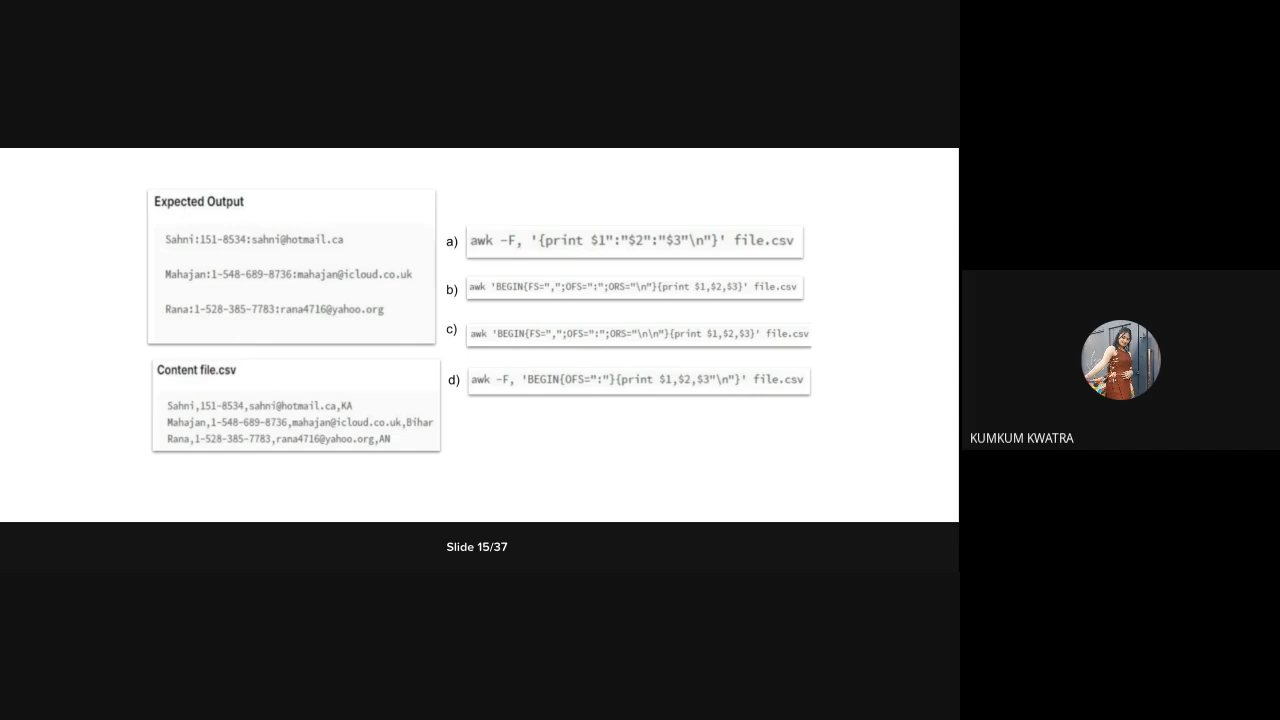 Expected Output
Sahni:151-8534:sahni@hotmail.ca
Mahajan:1-548-689-8736:mahajan@icloud.co.uk
Rana:1-528-385-7783:rana4716@yahoo.org
Content file.csv
Sahni,151-8534,sahni@hotmail.ca,KA
Mahajan,1-548-689-8736,mahajan@icloud.co.uk,Bihar
Rana,1-528-385-7783,rana4716@yahoo.org,AN
a) awk -F, '{print $1":"$2":"$3"\n"}' file.csv
b) awk 'BEGIN{FS=",";OFS=":";ORS="\n"}{print $1,$2,$3}' file.csv
c) awk 'BEGIN{FS=",";OFS=":";ORS="\n\n"}{print $1,$2,$3}' file.csv
d) awk -F, 'BEGIN{OFS=":"}{print $1,$2,$3"\n"}' file.csv
Slide 15/37
KUMKUM KWATRA